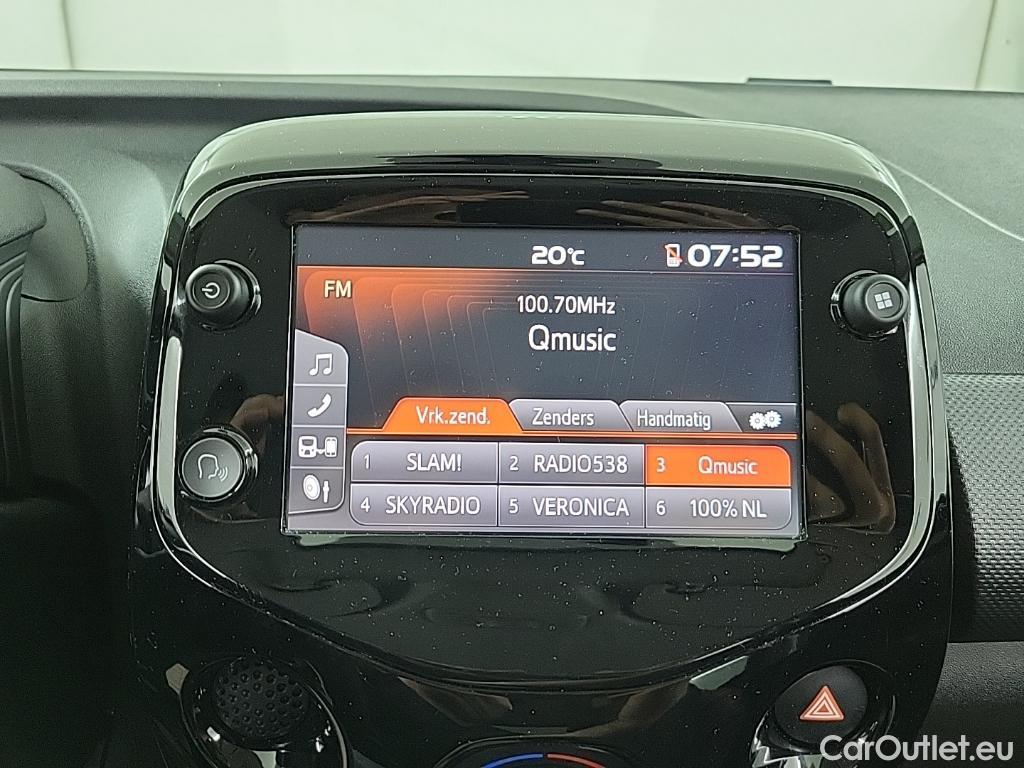 20°C 07:52
FM
100.70MHz
Qmusic
Vrk.zend. Zenders Handmatig
1 SLAM! 2 RADIO538 3 Qmusic
4 SKYRADIO 5 VERONICA 6 100% NL
CarOutlet.eu